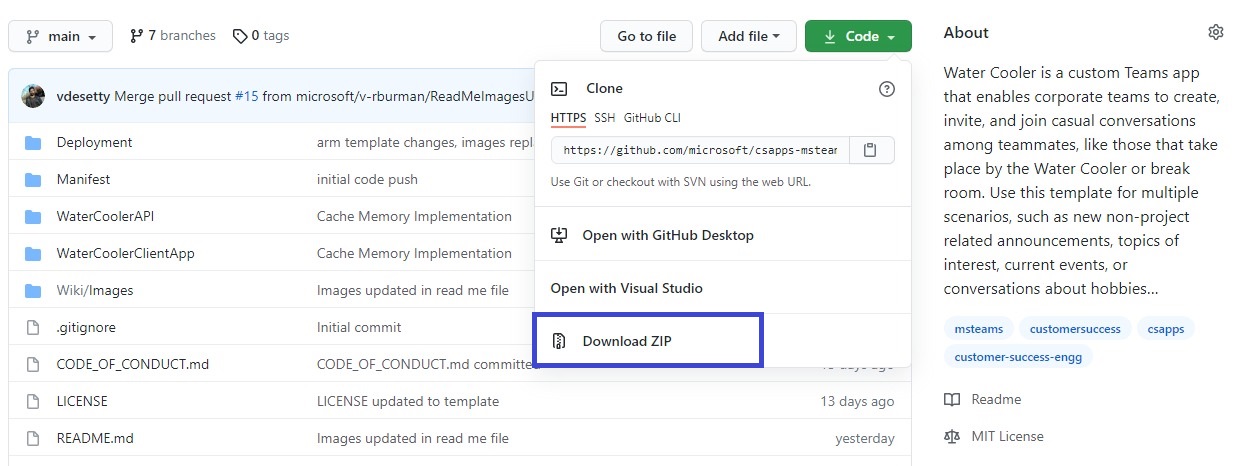 main
7 branches
0 tags
Go to file
Add file
Code
vdesetty Merge pull request #15 from microsoft/v-rburman/ReadMeImagesU
Deployment
arm template changes, images repl
Manifest
initial code push
WaterCoolerAPI
Cache Memory Implementation
WaterCoolerClientApp
Cache Memory Implementation
Wiki/Images
Images updated in read me file
.gitignore
Initial commit
CODE_OF_CONDUCT.md
CODE_OF_CONDUCT.md committe
days ago
LICENSE
LICENSE updated to template
13 days ago
README.md
Images updated in read me file
yesterday
Clone
HTTPS SSH GitHub CLI
https://github.com/microsoft/csapps-msteam
Use Git or checkout with SVN using the web URL.
Open with GitHub Desktop
Open with Visual Studio
Download ZIP
About
Water Cooler is a custom Teams app
that enables corporate teams to create,
invite, and join casual conversations
among teammates, like those that take
place by the Water Cooler or break
room. Use this template for multiple
scenarios, such as new non-project
related announcements, topics of
interest, current events, or
conversations about hobbies...
msteams
customersuccess
csapps
customer-success-engg
Readme
MIT License